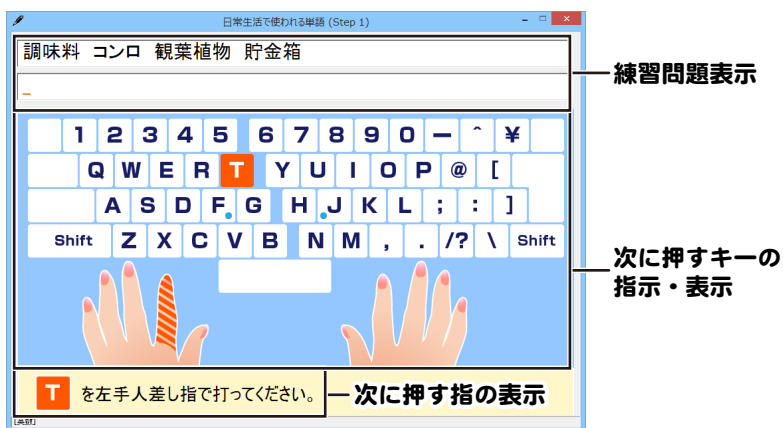 日常生活で使われる単語 (Step 1)
調味料 コンロ 観葉植物 貯金箱
練習問題表示
1 2 3 4 5 6 7 8 9 0 － ^ ¥
Q W E R T Y U I O P @ [
A S D F G H J K L ; : ]
Shift Z X C V B N M , . /? \ Shift
次に押すキーの
指示・表示
T を左手人差し指で打ってください。
次に押す指の表示
[英数]